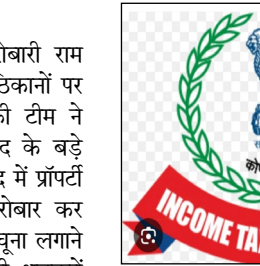 राम
ठिकानों पर
टीम ने
द के बड़े
में प्रॉपर्टी
कर
लगाने
INCOME TA